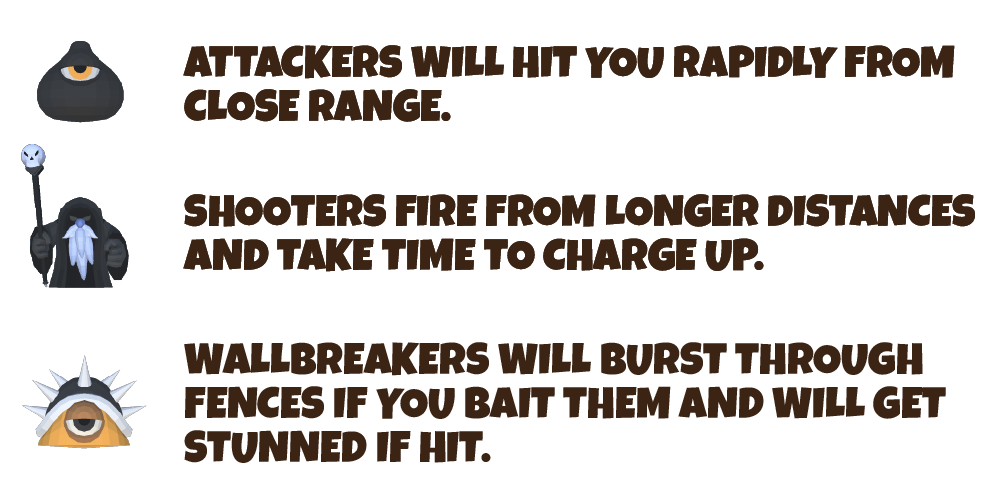 ATTACKERS WILL HIT YOU RAPIDLY FROM
CLOSE RANGE.
SHOOTERS FIRE FROM LONGER DISTANCES
AND TAKE TIME TO CHARGE UP.
WALLBREAKERS WILL BURST THROUGH
FENCES IF YOU BAIT THEM AND WILL GET
STUNNED IF HIT.